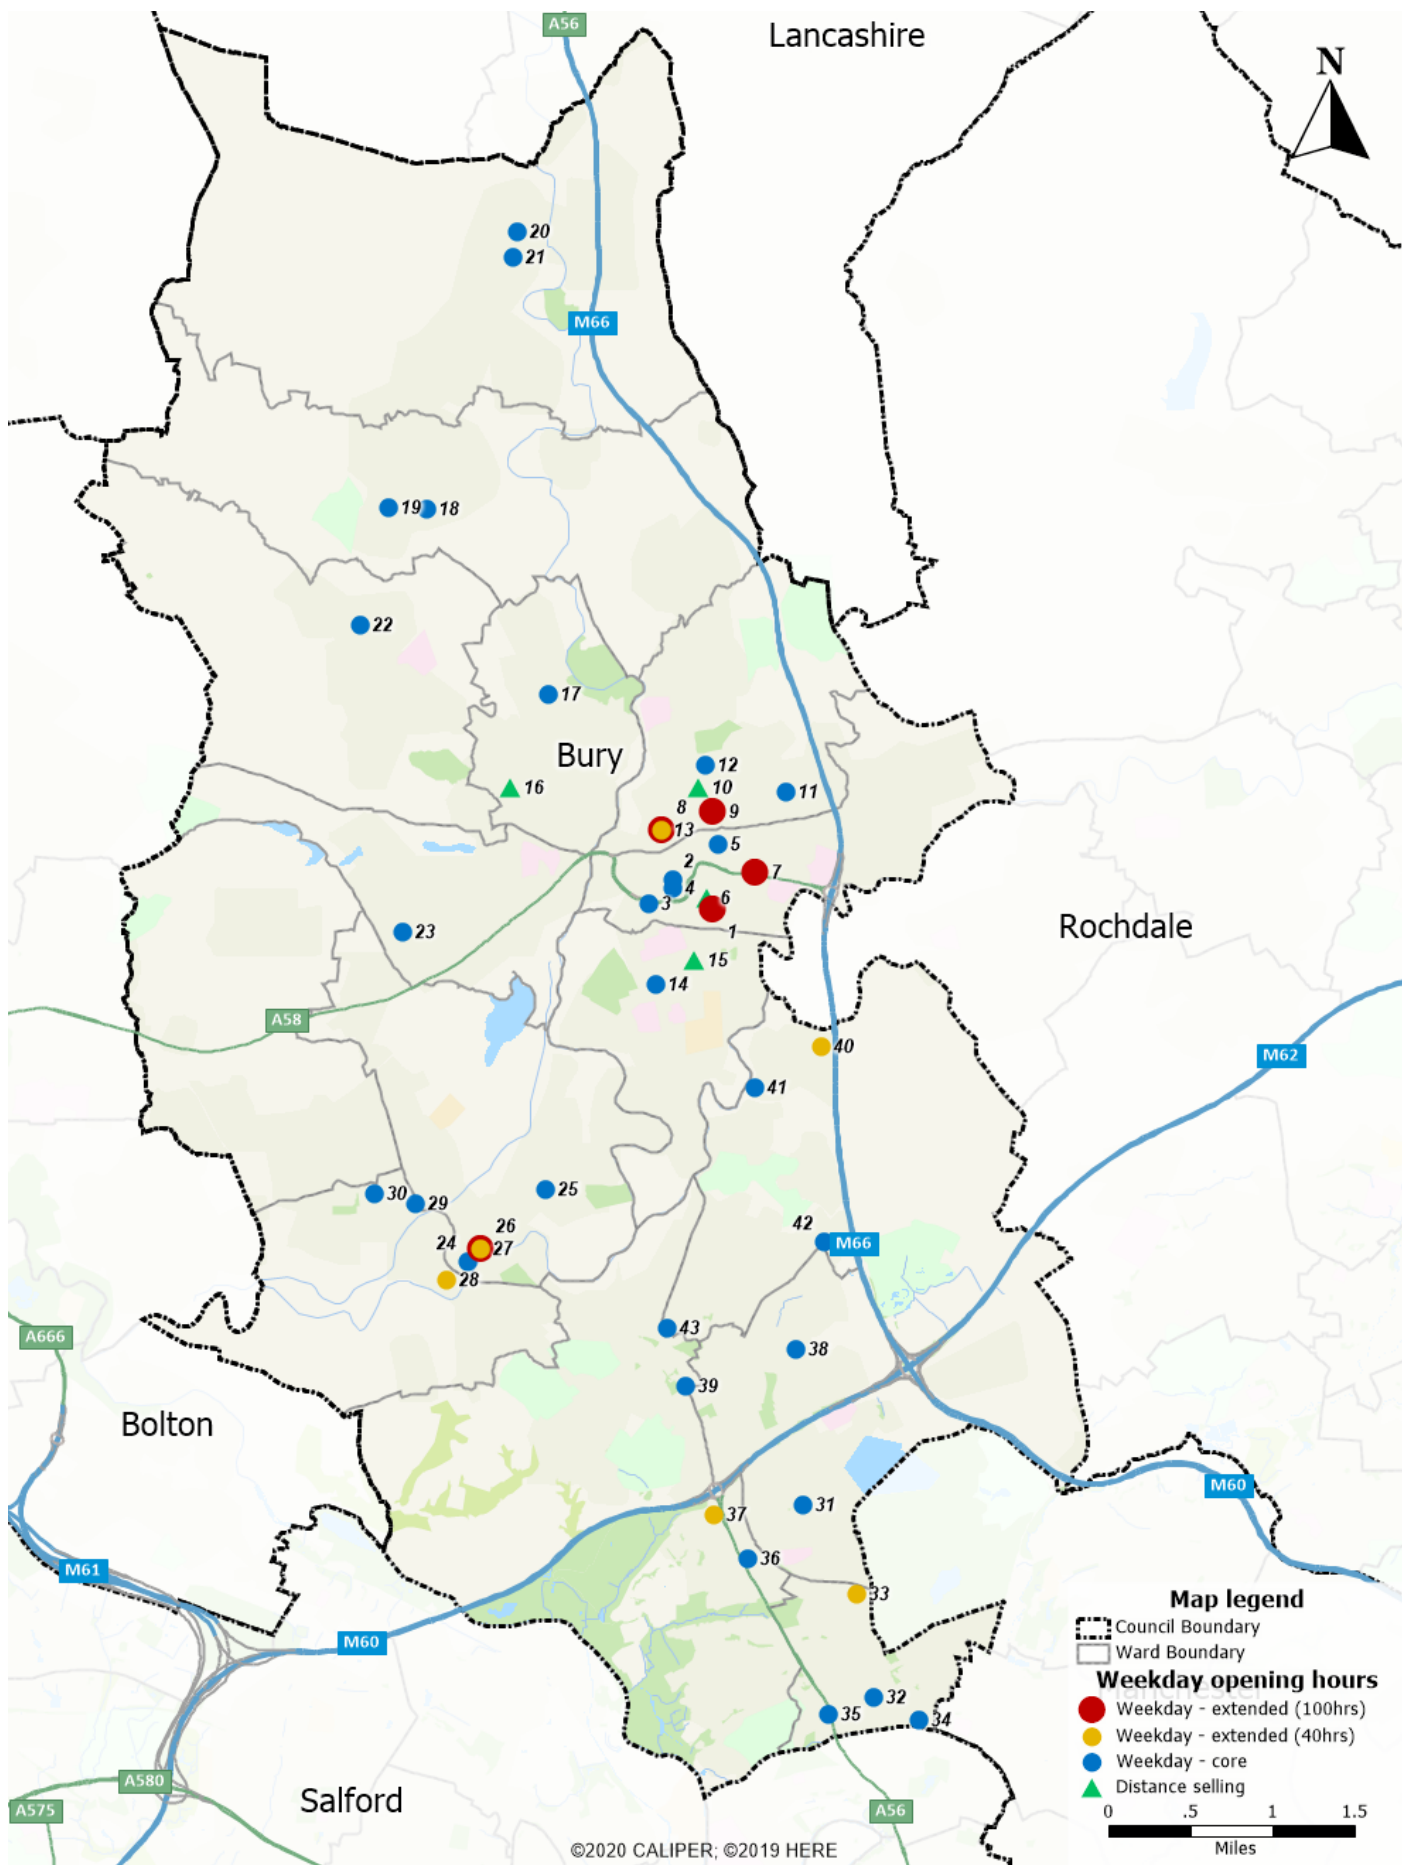 A56
Lancashire
N
20
21
M66
19
18
22
17
Bury
12
16
10
11
8
9
13
5
2
7
4
6
3
1
Rochdale
23
15
14
A58
40
M62
41
30
29
25
26
42
24
27
M66
28
A666
43
38
39
Bolton
M60
31
37
36
M61
33
Map legend
Council Boundary
M60
Ward Boundary
Weekday opening hours
Manchester
32
Weekday - extended (100hrs)
35
34
Weekday - extended (40hrs)
Weekday - core
A580
Distance selling
Salford
A575
A56
0 .5 1 1.5
Miles
©2020 CALIPER; ©2019 HERE